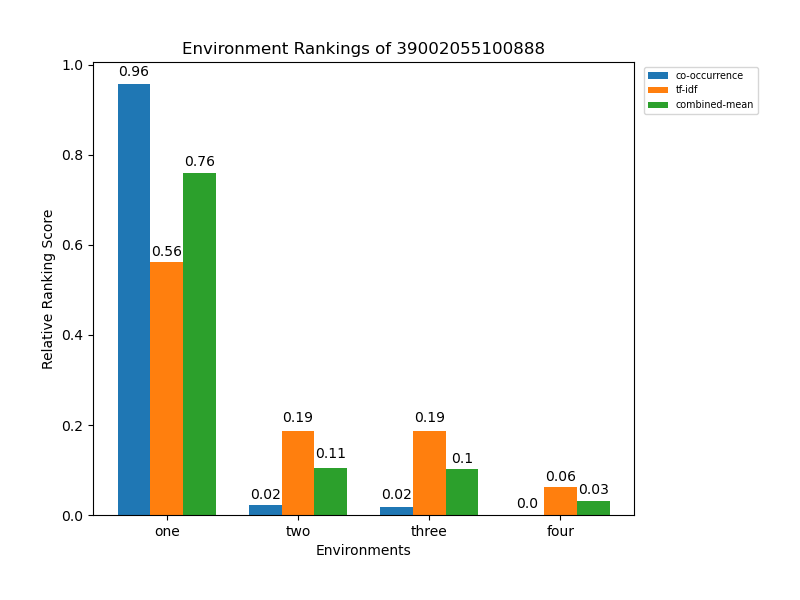 Environment Rankings of 39002055100888
co-occurrence
tf-idf
combined-mean
Relative Ranking Score
1.0
0.8
0.6
0.4
0.2
0.0
0.96
0.56
0.76
0.02
0.19
0.11
0.02
0.19
0.1
0.0
0.06
0.03
one two three four
Environments